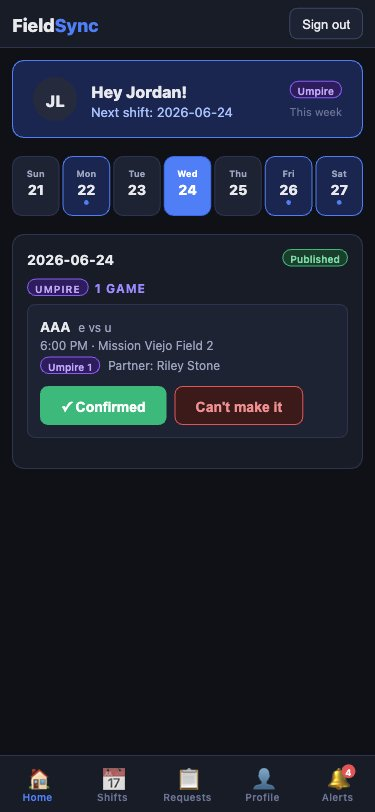 FieldSync
Sign out
JL
Hey Jordan!
Next shift: 2026-06-24
Umpire
This week
Sun
21
Mon
22
Tue
23
Wed
24
Thu
25
Fri
26
Sat
27
2026-06-24
Published
UMPIRE 1 GAME
AAA e vs u
6:00 PM · Mission Viejo Field 2
Umpire 1 Partner: Riley Stone
✓ Confirmed
Can't make it
Home
17
Shifts
Requests
Profile
4
Alerts